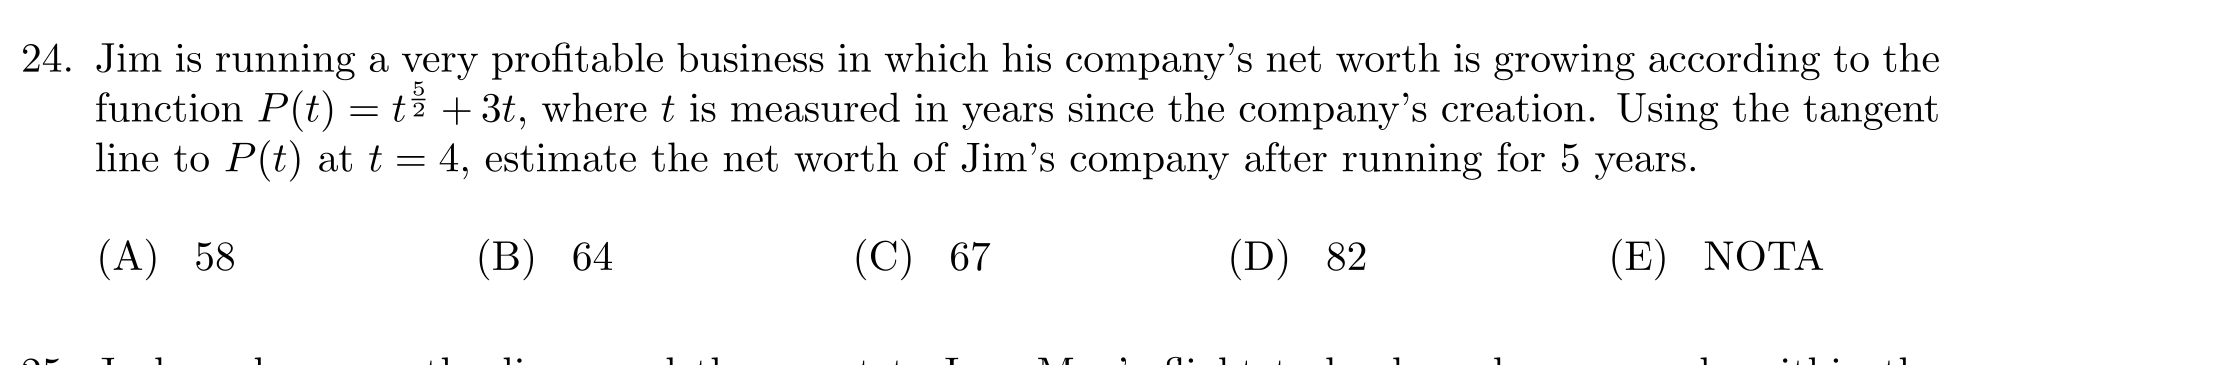 24. Jim is running a very profitable business in which his company's net worth is growing according to the
function P(t) = t^{5/2} + 3t, where t is measured in years since the company's creation. Using the tangent
line to P(t) at t = 4, estimate the net worth of Jim's company after running for 5 years.
(A) 58 (B) 64 (C) 67 (D) 82 (E) NOTA